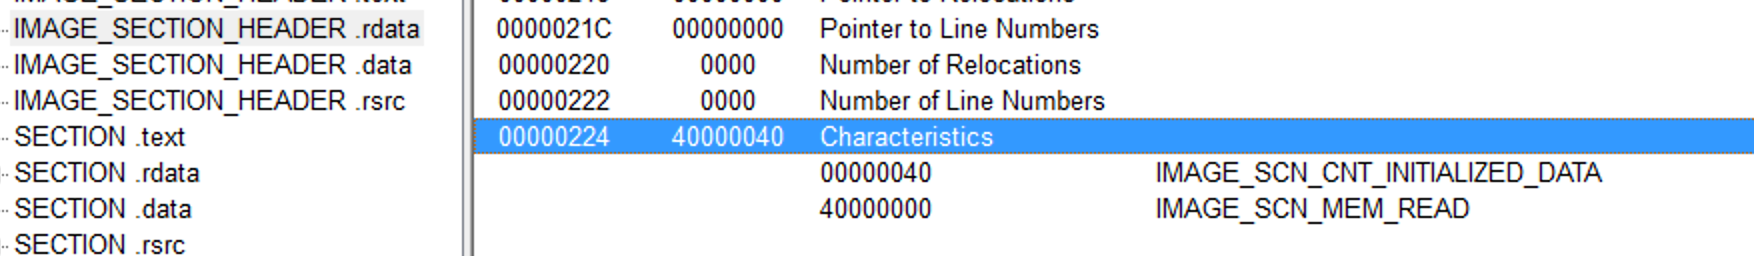 IMAGE_SECTION_HEADER .rdata
IMAGE_SECTION_HEADER .data
IMAGE_SECTION_HEADER .rsrc
SECTION .text
SECTION .rdata
SECTION .data
SECTION .rsrc
0000021C 00000000 Pointer to Line Numbers
00000220 0000 Number of Relocations
00000222 0000 Number of Line Numbers
00000224 40000040 Characteristics
00000040 IMAGE_SCN_CNT_INITIALIZED_DATA
40000000 IMAGE_SCN_MEM_READ